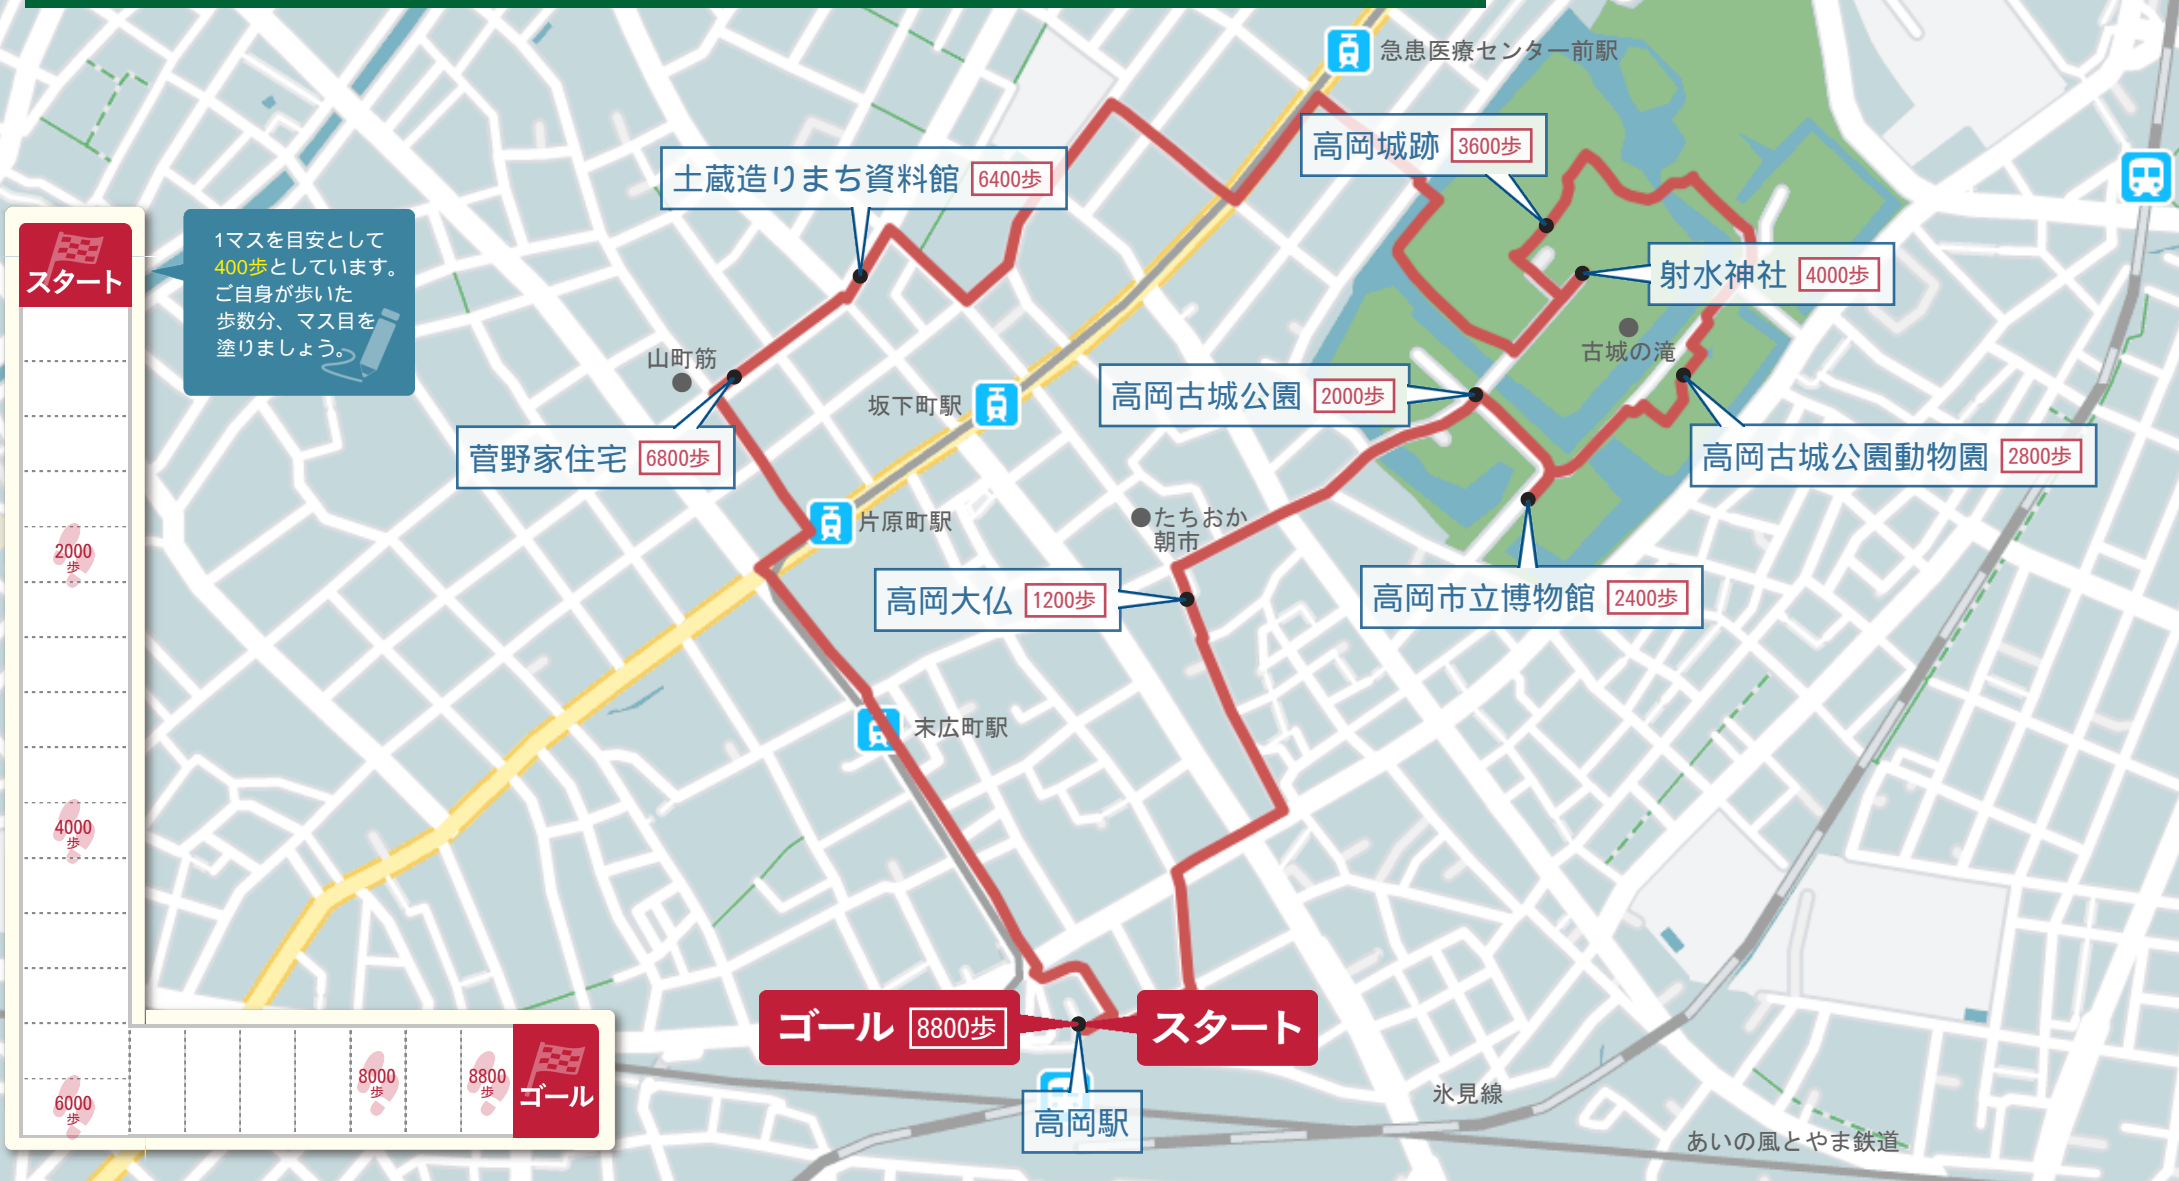 急患医療センター前駅
高岡城跡 3600歩
土蔵造りまち資料館 6400歩
スタート
1マスを目安として
400歩としています。
ご自身が歩いた
歩数分、マス目を
塗りましょう。
射水神社 4000歩
古城の滝
山町筋
坂下町駅
高岡古城公園 2000歩
菅野家住宅 6800歩
高岡古城公園動物園 2800歩
片原町駅
たちおか
朝市
高岡大仏 1200歩
高岡市立博物館 2400歩
末広町駅
2000
歩
4000
歩
6000
歩
8000
歩
8800
歩
ゴール
ゴール 8800歩
スタート
高岡駅
氷見線
あいの風とやま鉄道